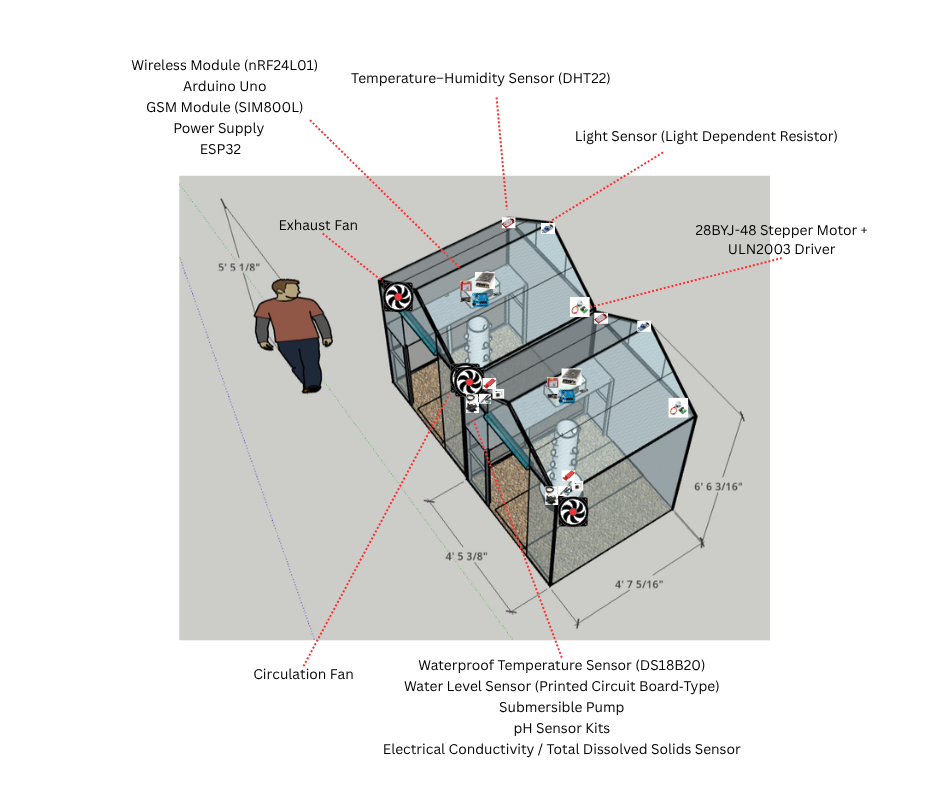 Wireless Module (nRF24L01)
Arduino Uno
GSM Module (SIM800L)
Power Supply
ESP32
Temperature–Humidity Sensor (DHT22)
Light Sensor (Light Dependent Resistor)
Exhaust Fan
28BYJ-48 Stepper Motor +
ULN2003 Driver
5' 5 1/8"
6' 6 3/16"
4' 5 3/8"
4' 7 5/16"
Circulation Fan
Waterproof Temperature Sensor (DS18B20)
Water Level Sensor (Printed Circuit Board-Type)
Submersible Pump
pH Sensor Kits
Electrical Conductivity / Total Dissolved Solids Sensor